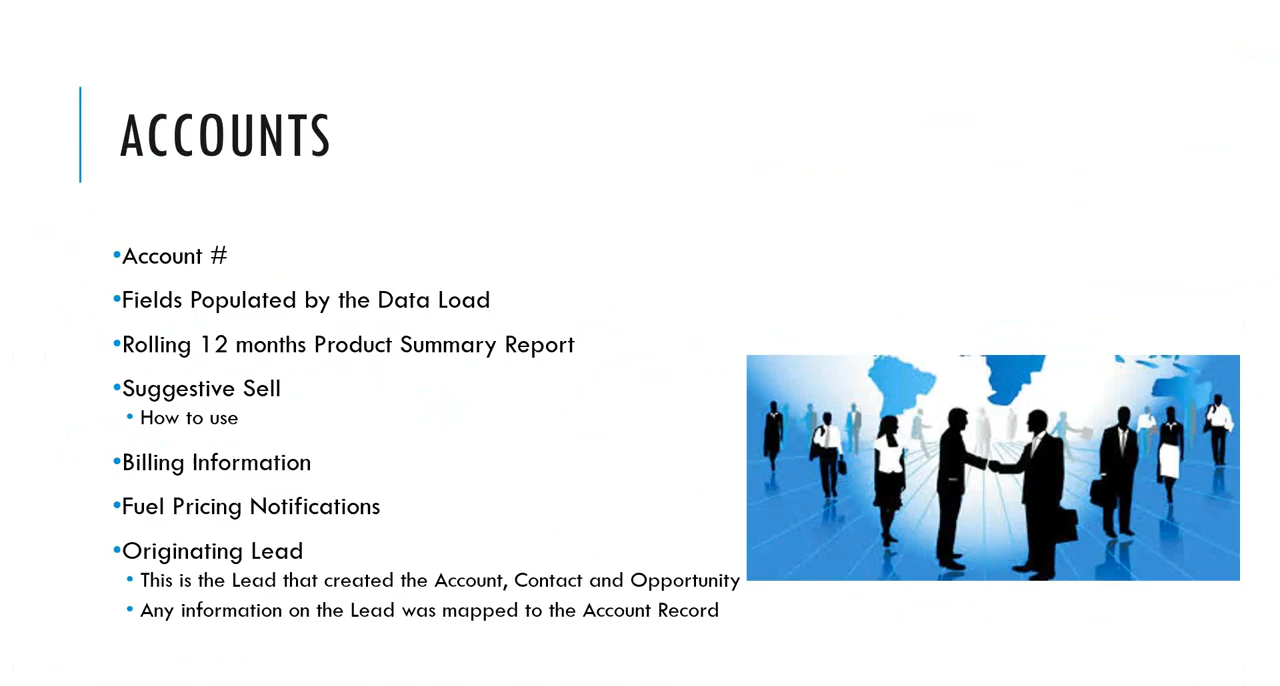 ACCOUNTS
•Account #
•Fields Populated by the Data Load
•Rolling 12 months Product Summary Report
•Suggestive Sell
• How to use
•Billing Information
•Fuel Pricing Notifications
•Originating Lead
• This is the Lead that created the Account, Contact and Opportunity
• Any information on the Lead was mapped to the Account Record